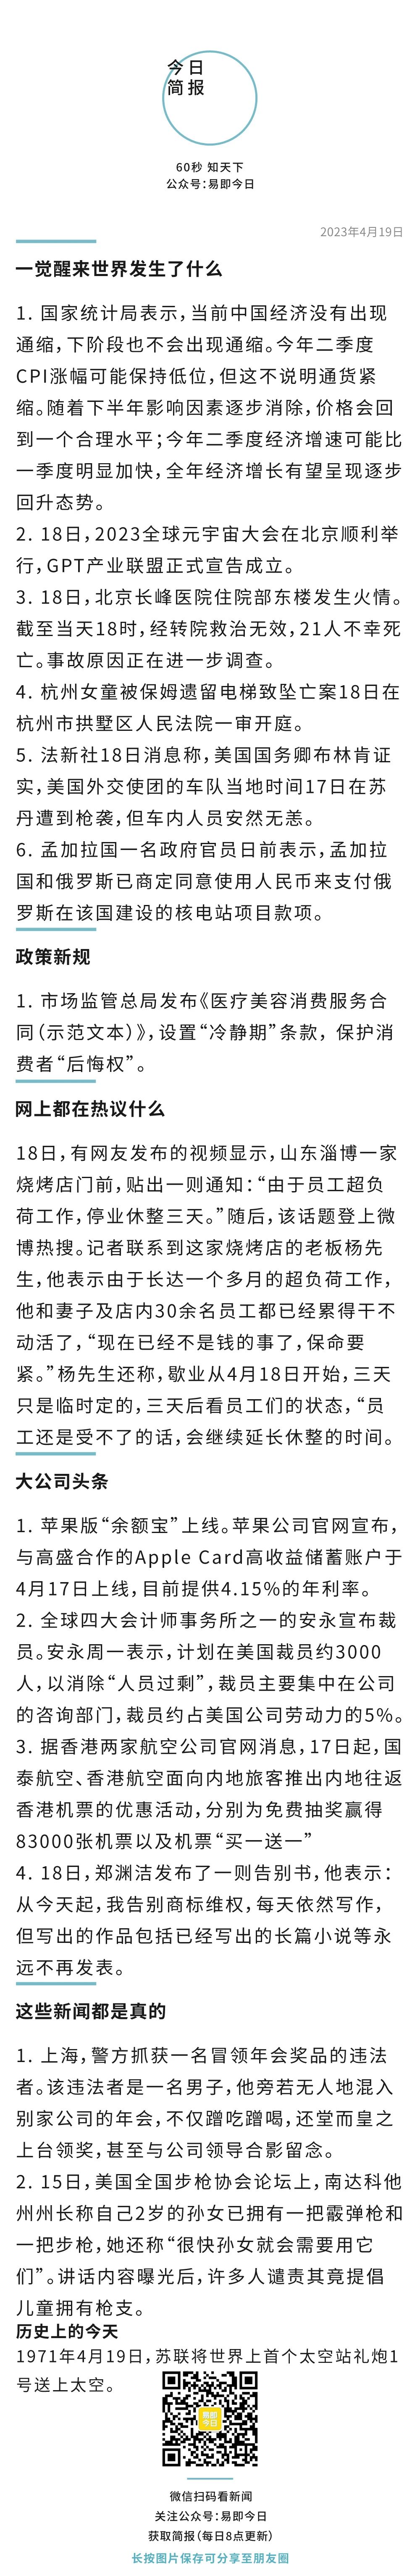 今日
简报
60秒 知天下
公众号：易即今日
2023年4月19日
一觉醒来世界发生了什么
1. 国家统计局表示，当前中国经济没有出现
通缩，下阶段也不会出现通缩。今年二季度
CPI涨幅可能保持低位，但这不说明通货紧
缩。随着下半年影响因素逐步消除，价格会回
到一个合理水平；今年二季度经济增速可能比
一季度明显加快，全年经济增长有望呈现逐步
回升态势。
2. 18日，2023全球元宇宙大会在北京顺利举
行，GPT产业联盟正式宣告成立。
3. 18日，北京长峰医院住院部东楼发生火情。
截至当天18时，经转院救治无效，21人不幸死
亡。事故原因正在进一步调查。
4. 杭州女童被保姆遗留电梯致坠亡案18日在
杭州市拱墅区人民法院一审开庭。
5. 法新社18日消息称，美国国务卿布林肯证
实，美国外交使团的车队当地时间17日在苏
丹遭到枪袭，但车内人员安然无恙。
6. 孟加拉国一名政府官员日前表示，孟加拉
国和俄罗斯已商定同意使用人民币来支付俄
罗斯在该国建设的核电站项目款项。
政策新规
1. 市场监管总局发布《医疗美容消费服务合
同（示范文本）》，设置“冷静期”条款，保护消
费者“后悔权”。
网上都在热议什么
18日，有网友发布的视频显示，山东淄博一家
烧烤店门前，贴出一则通知：“由于员工超负
荷工作，停业休整三天。”随后，该话题登上微
博热搜。记者联系到这家烧烤店的老板杨先
生，他表示由于长达一个多月的超负荷工作，
他和妻子及店内30余名员工都已经累得干不
动活了，“现在已经不是钱的事了，保命要
紧。”杨先生还称，歇业从4月18日开始，三天
只是临时定的，三天后看员工们的状态，“员
工还是受不了的话，会继续延长休整的时间。
大公司头条
1. 苹果版“余额宝”上线。苹果公司官网宣布，
与高盛合作的Apple Card高收益储蓄账户于
4月17日上线，目前提供4.15%的年利率。
2. 全球四大会计师事务所之一的安永宣布裁
员。安永周一表示，计划在美国裁员约3000
人，以消除“人员过剩”，裁员主要集中在公司
的咨询部门，裁员约占美国公司劳动力的5%。
3. 据香港两家航空公司官网消息，17日起，国
泰航空、香港航空面向内地旅客推出内地往返
香港机票的优惠活动，分别为免费抽奖赢得
83000张机票以及机票“买一送一”
4. 18日，郑渊洁发布了一则告别书，他表示：
从今天起，我告别商标维权，每天依然写作，
但写出的作品包括已经写出的长篇小说等永
远不再发表。
这些新闻都是真的
1. 上海，警方抓获一名冒领年会奖品的违法
者。该违法者是一名男子，他旁若无人地混入
别家公司的年会，不仅蹭吃蹭喝，还堂而皇之
上台领奖，甚至与公司领导合影留念。
2. 15日，美国全国步枪协会论坛上，南达科他
州州长称自己2岁的孙女已拥有一把霰弹枪和
一把步枪，她还称“很快孙女就会需要用它
们”。讲话内容曝光后，许多人谴责其竟提倡
儿童拥有枪支。
历史上的今天
1971年4月19日，苏联将世界上首个太空站礼炮1
号送上太空。
易即
今日
微信扫码看新闻
关注公众号：易即今日
获取简报（每日8点更新）
长按图片保存可分享至朋友圈